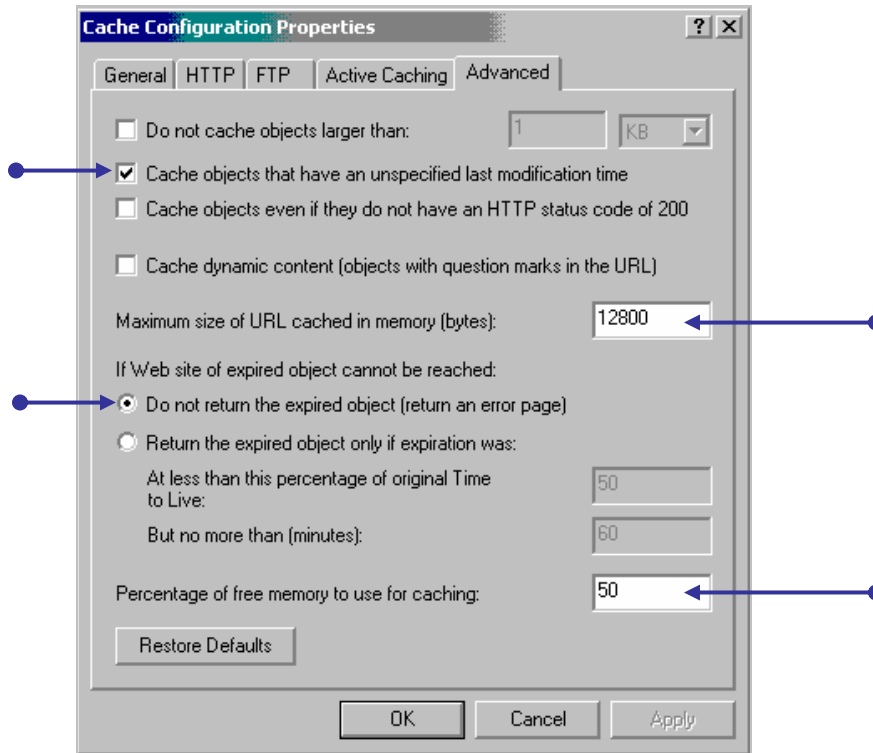 Cache Configuration Properties
General HTTP FTP Active Caching Advanced
Do not cache objects larger than: 1 KB
Cache objects that have an unspecified last modification time
Cache objects even if they do not have an HTTP status code of 200
Cache dynamic content (objects with question marks in the URL)
Maximum size of URL cached in memory (bytes): 12800
If Web site of expired object cannot be reached:
Do not return the expired object (return an error page)
Return the expired object only if expiration was:
At less than this percentage of original Time
to Live: 50
But no more than (minutes): 60
Percentage of free memory to use for caching: 50
Restore Defaults
OK Cancel Apply